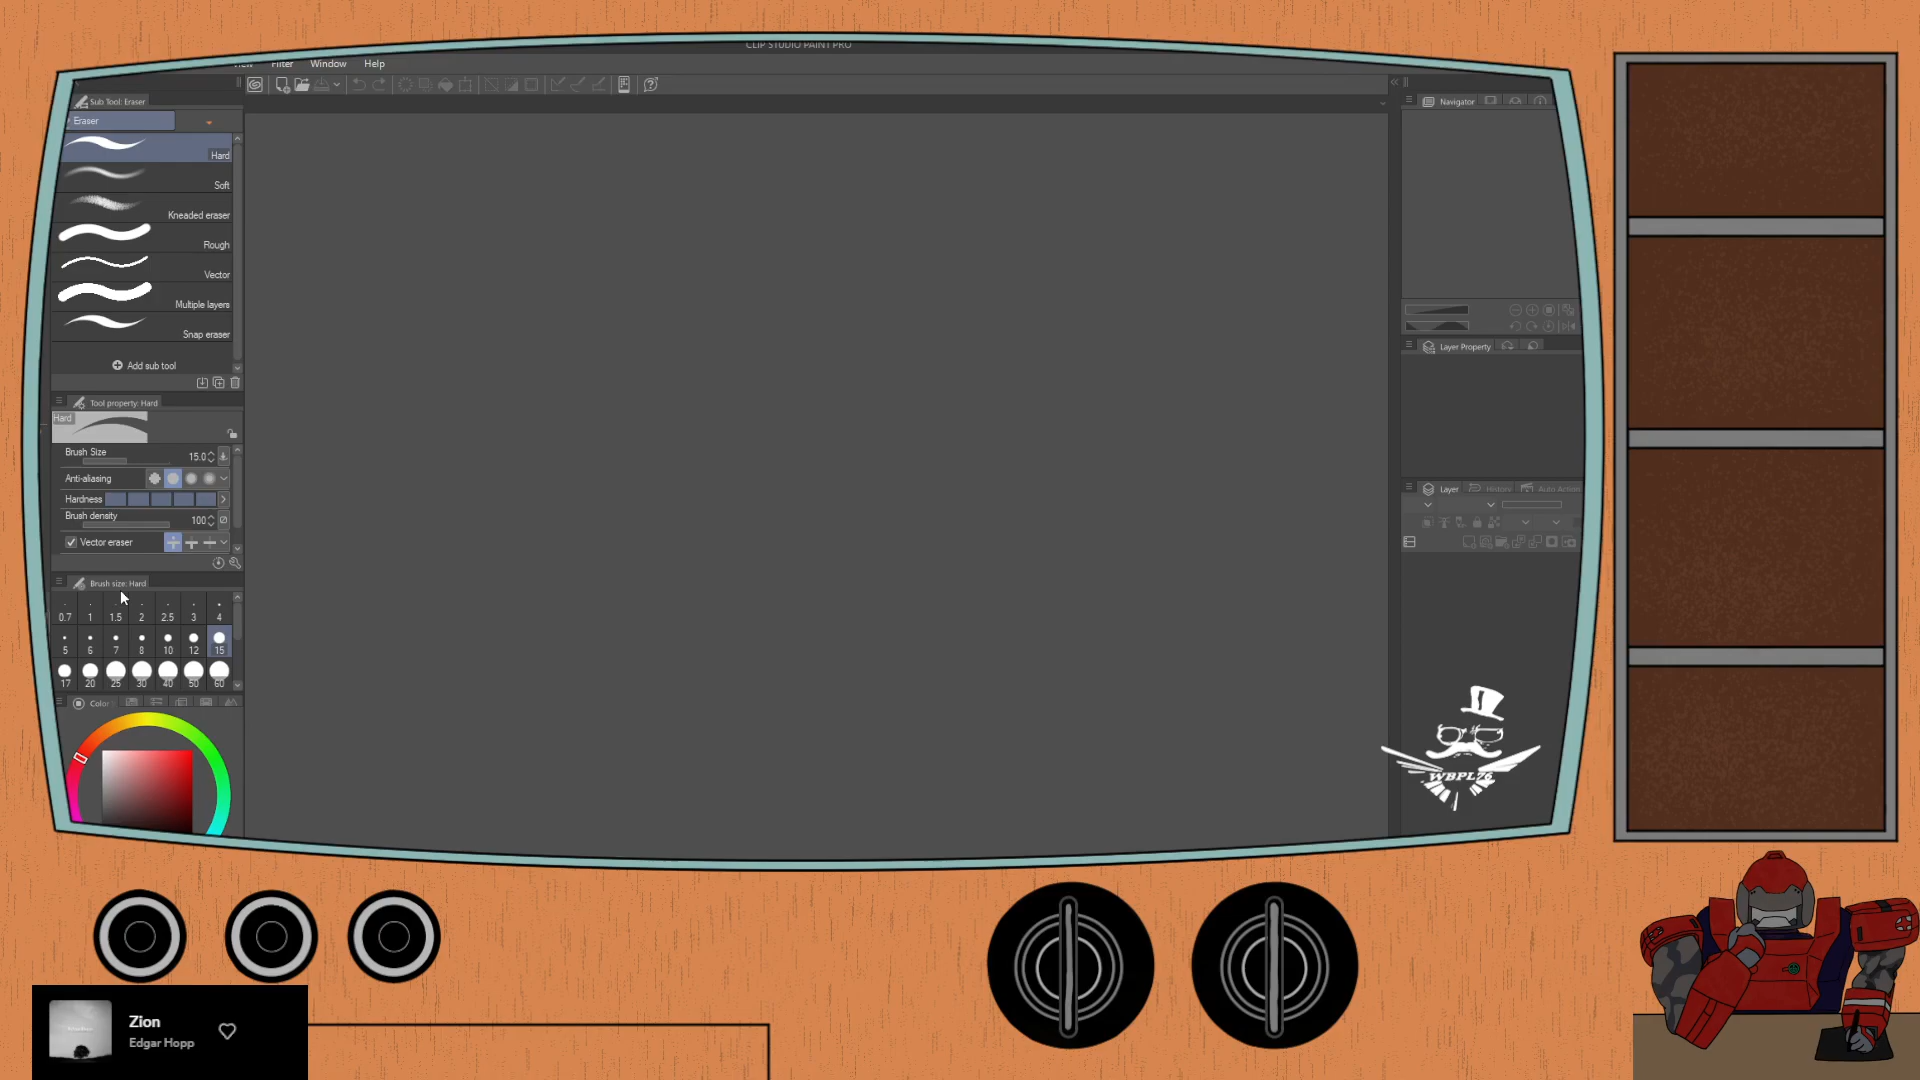 CLIP STUDIO PAINT PRO
View Filter Window Help
Sub Tool: Eraser
Eraser
Hard
Soft
Kneaded eraser
Rough
Vector
Multiple layers
Snap eraser
Add sub tool
Tool property: Hard
Hard
Brush Size 15.0
Anti-aliasing
Hardness
Brush density 100
Vector eraser
Brush size: Hard
0.7 1 1.5 2 2.5 3 4
5 6 7 8 10 12 15
17 20 25 30 40 50 60
Color
Navigator
Layer Property
Layer History Auto Action
WBPL76
Zion
Edgar Hopp